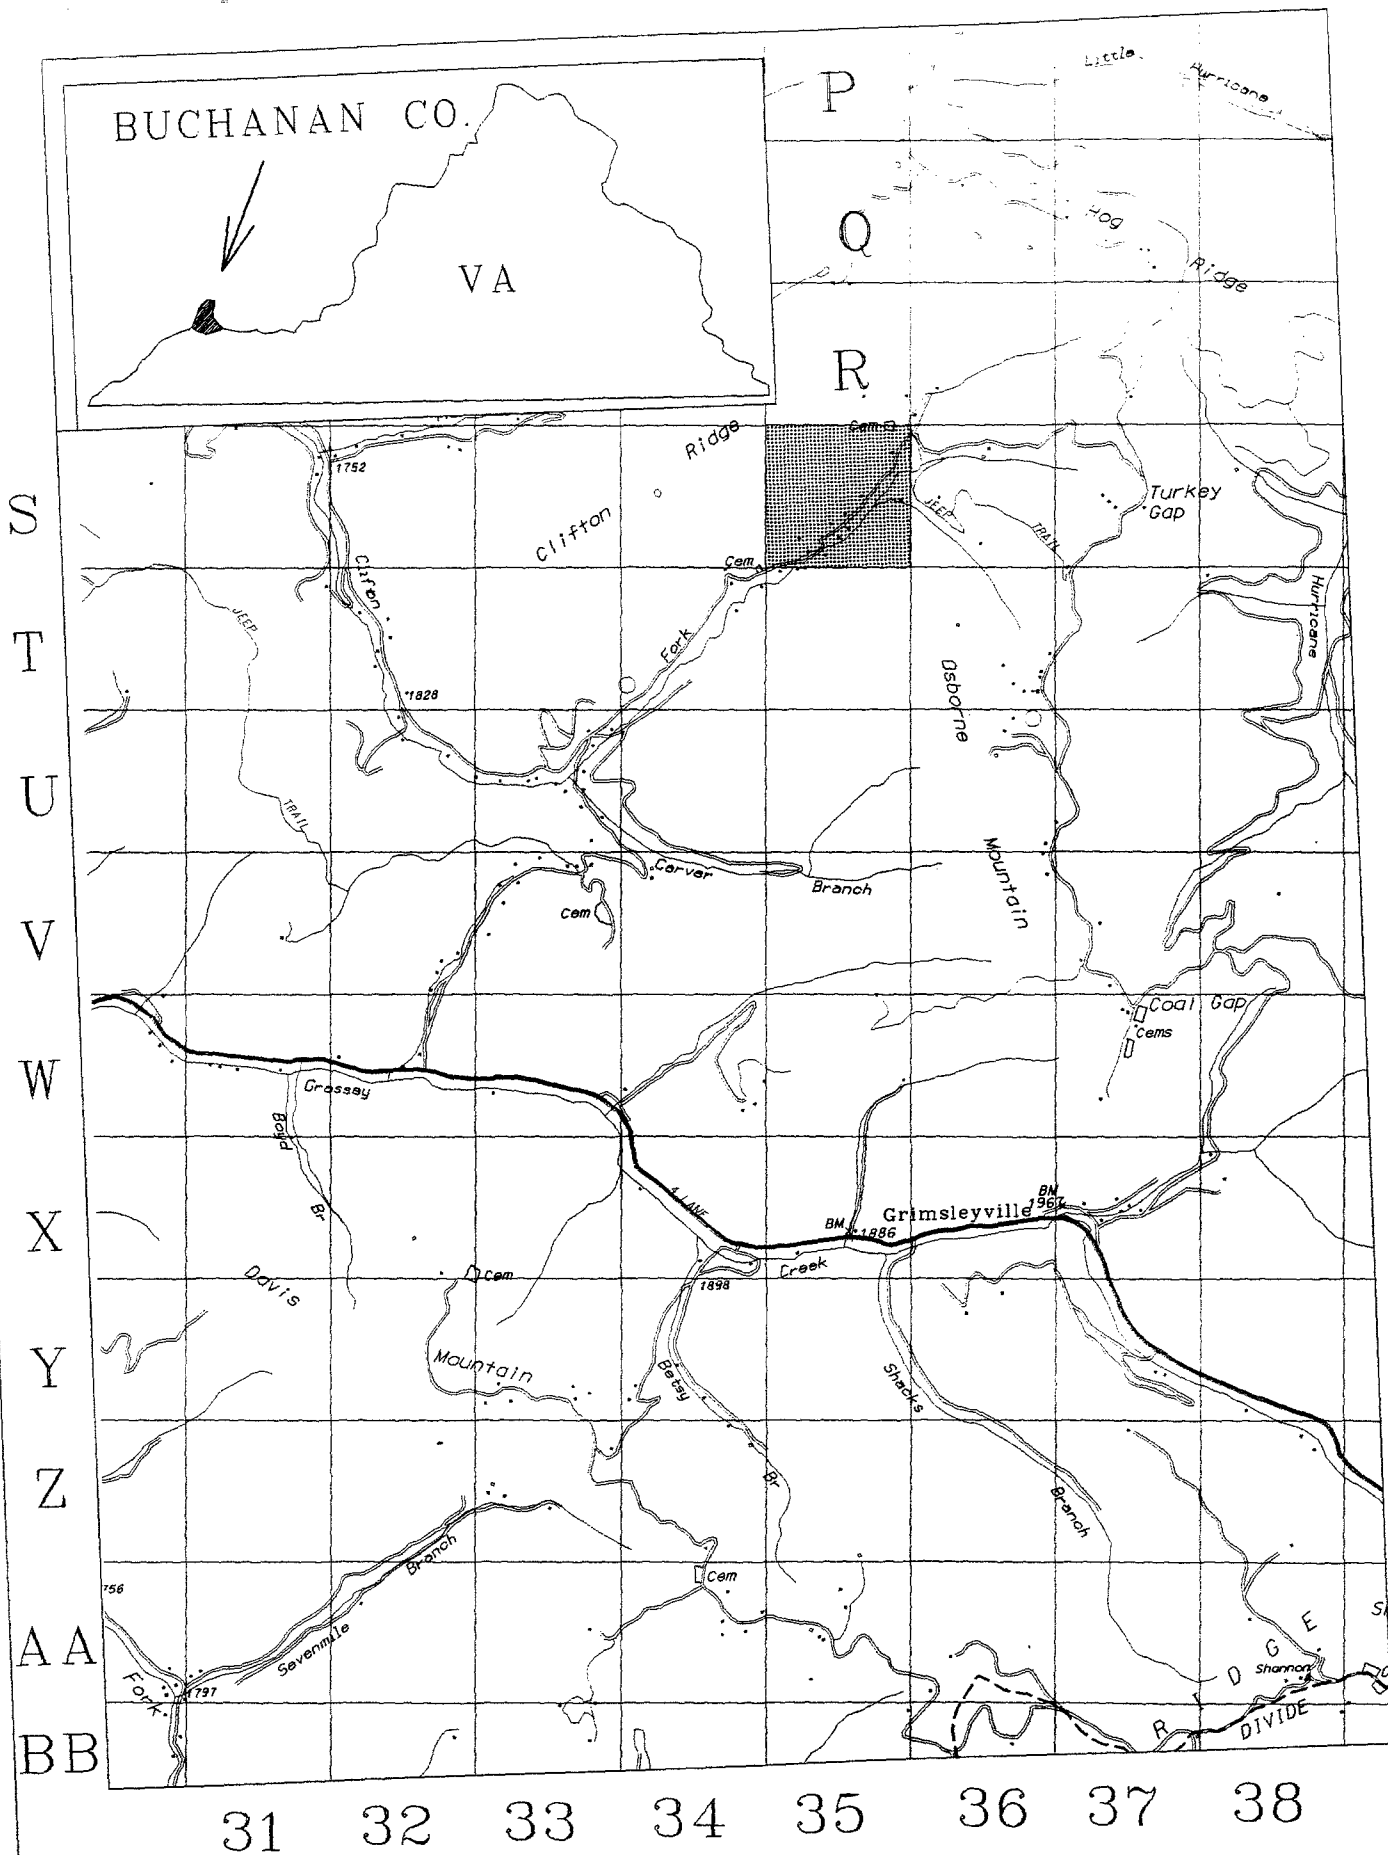 BUCHANAN CO.
VA
P
Little
Hurricane
Q
Hog
Ridge
R
Cem
Ridge
1752
S
Clifton
JEEP
TRAIL
Turkey
Gap
Cem
Clifton
Hurricane
JEEP
T
Fork
Osborne
1828
U
TRAIL
Mountain
Carver
Branch
V
Cem
Coal Gap
Cems
W
Grassey
Boyd
Br
4 LANE
BM
1967
Grimsleyville
BM
1886
X
Creek
Davis
Cem
1898
Y
Mountain
Betsy
Shacks
Z
Br
Branch
Branch
Cem
756
AA
Sevenmile
RIDGE
Shannon
Fork
1797
DIVIDE
BB
31 32 33 34 35 36 37 38